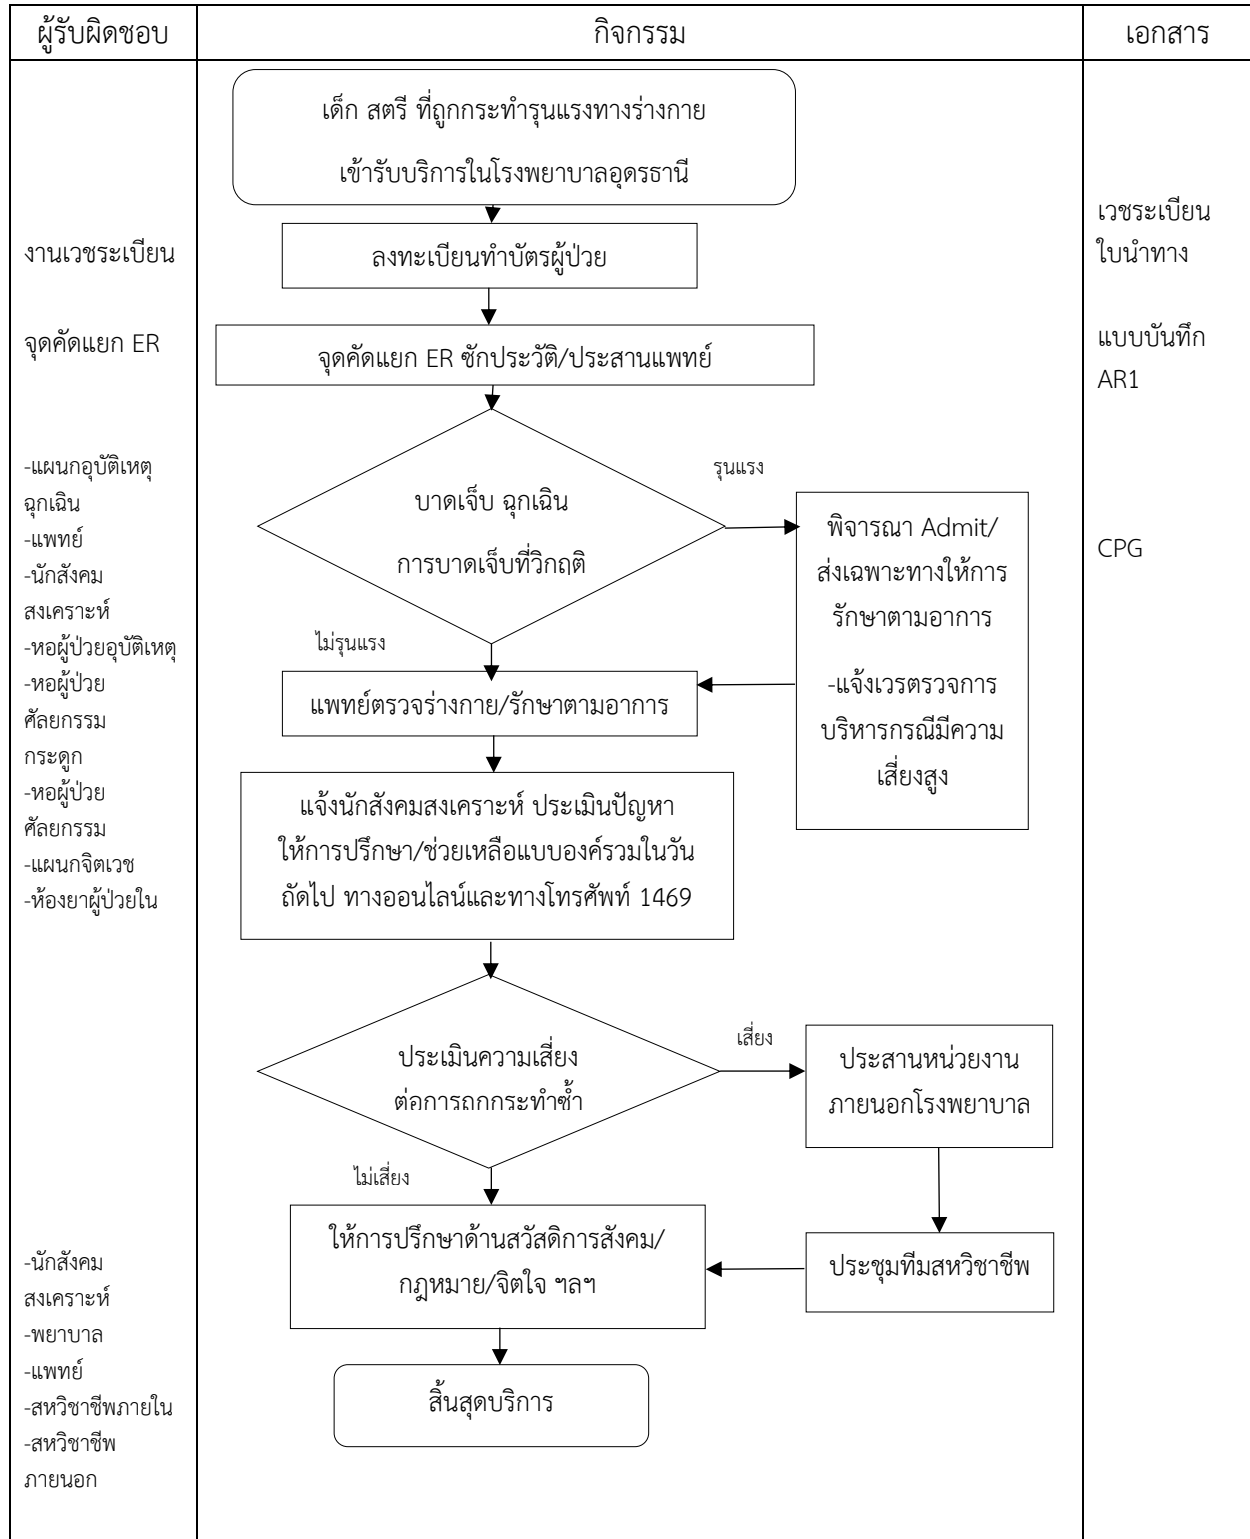 ผู้รับผิดชอบ
กิจกรรม
เอกสาร
เด็ก สตรี ที่ถูกกระทำรุนแรงทางร่างกาย
เข้ารับบริการในโรงพยาบาลอุดรธานี
งานเวชระเบียน
ลงทะเบียนทำบัตรผู้ป่วย
เวชระเบียน
ใบนำทาง
จุดคัดแยก ER
จุดคัดแยก ER ซักประวัติ/ประสานแพทย์
แบบบันทึก
AR1
-แผนกอุบัติเหตุ
ฉุกเฉิน
-แพทย์
-นักสังคม
สงเคราะห์
-หอผู้ป่วยอุบัติเหตุ
-หอผู้ป่วย
ศัลยกรรม
กระดูก
-หอผู้ป่วย
ศัลยกรรม
-แผนกจิตเวช
-ห้องยาผู้ป่วยใน
บาดเจ็บ ฉุกเฉิน
การบาดเจ็บที่วิกฤติ
รุนแรง
ไม่รุนแรง
พิจารณา Admit/
ส่งเฉพาะทางให้การ
รักษาตามอาการ
-แจ้งเวรตรวจการ
บริหารกรณีมีความ
เสี่ยงสูง
CPG
แพทย์ตรวจร่างกาย/รักษาตามอาการ
แจ้งนักสังคมสงเคราะห์ ประเมินปัญหา
ให้การปรึกษา/ช่วยเหลือแบบองค์รวมในวัน
ถัดไป ทางออนไลน์และทางโทรศัพท์ 1469
ประเมินความเสี่ยง
ต่อการถกกระทำซ้ำ
เสี่ยง
ไม่เสี่ยง
ประสานหน่วยงาน
ภายนอกโรงพยาบาล
ประชุมทีมสหวิชาชีพ
ให้การปรึกษาด้านสวัสดิการสังคม/
กฎหมาย/จิตใจ ฯลฯ
สิ้นสุดบริการ
-นักสังคม
สงเคราะห์
-พยาบาล
-แพทย์
-สหวิชาชีพภายใน
-สหวิชาชีพ
ภายนอก